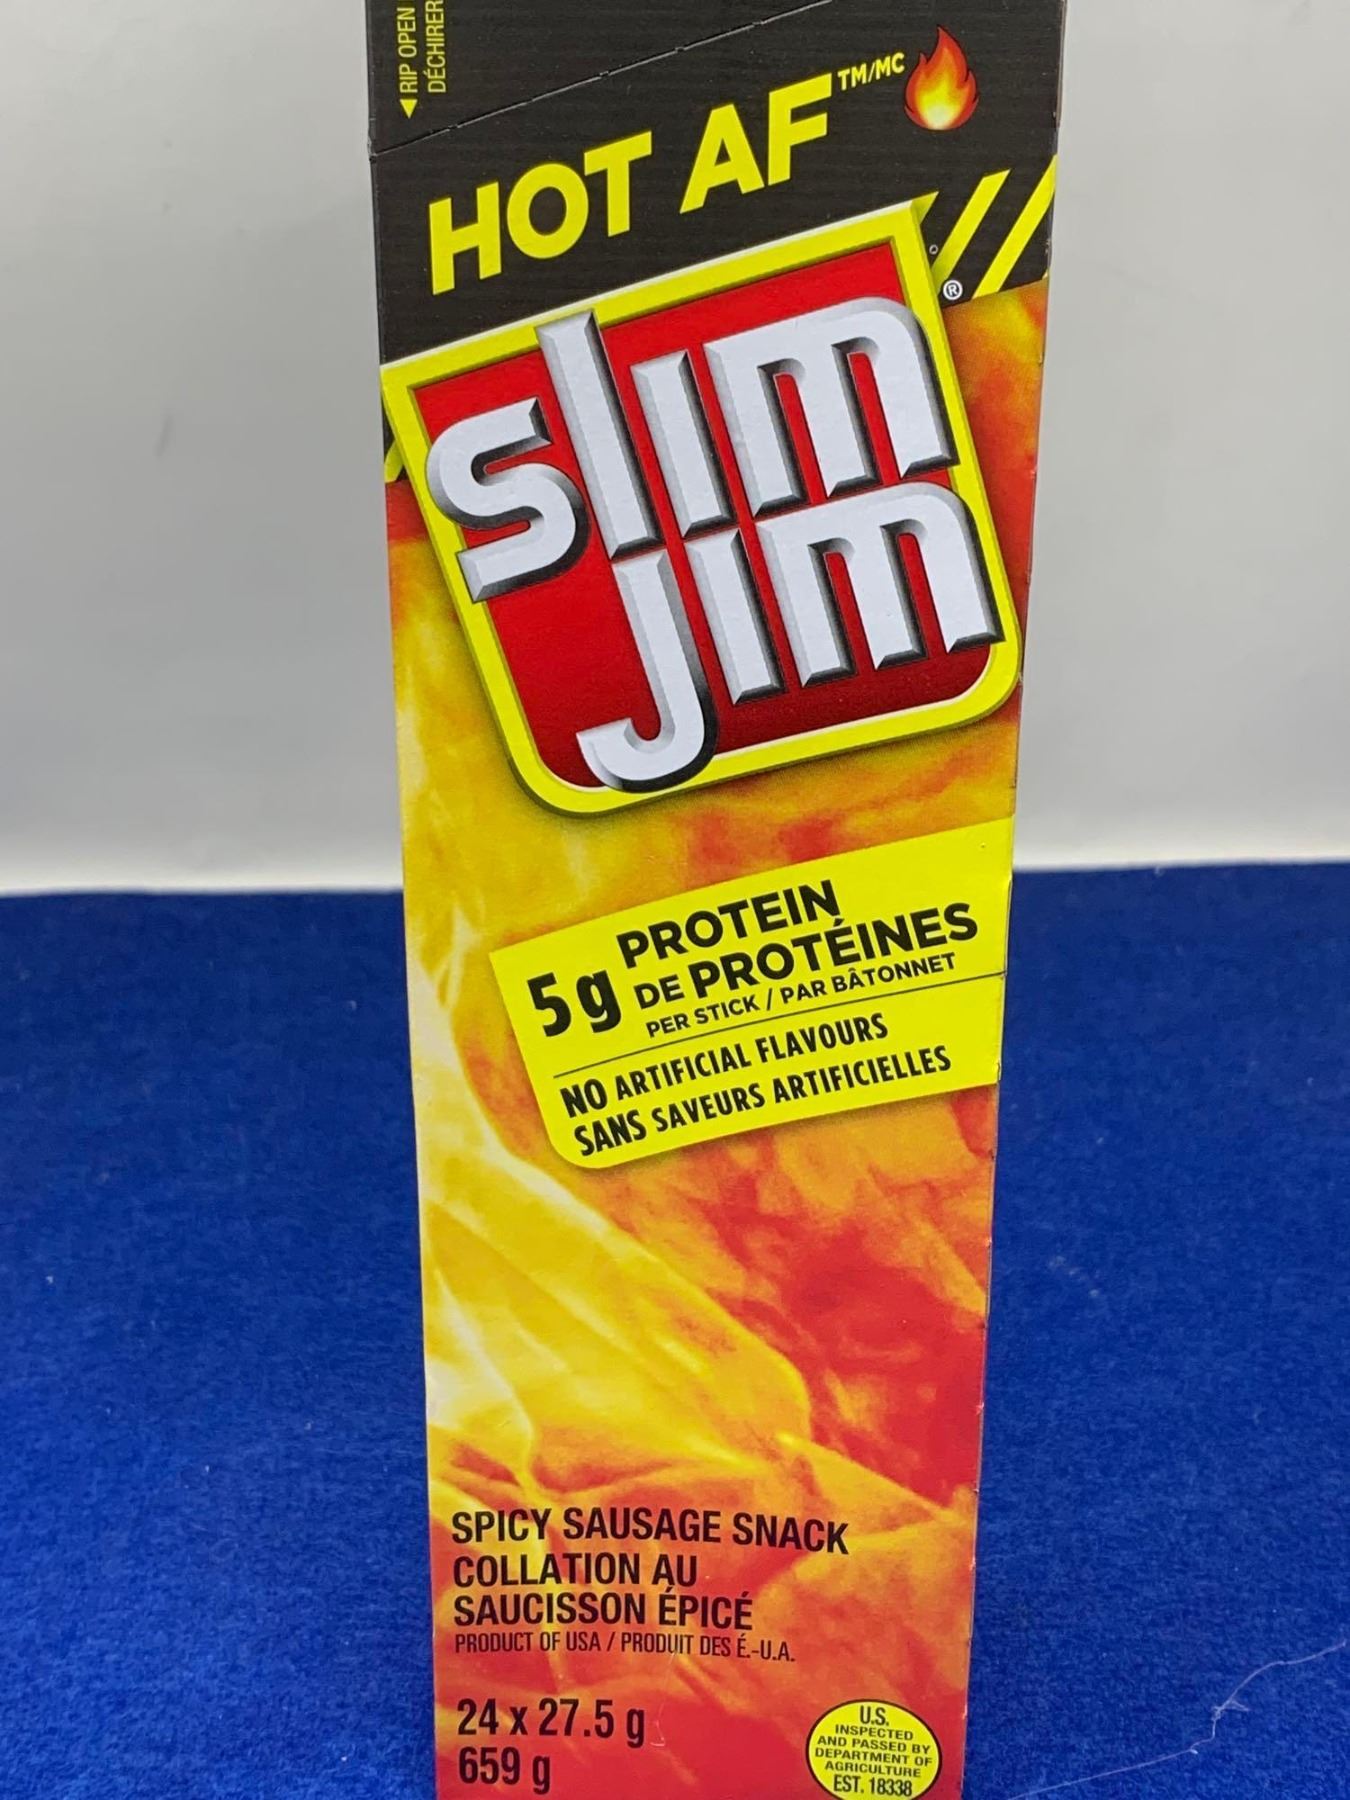 ◀ RIP OPEN
DÉCHIRER
HOT AF TM/MC
®
slim
jim
5g PROTEIN
DE PROTÉINES
PER STICK / PAR BÂTONNET
NO ARTIFICIAL FLAVOURS
SANS SAVEURS ARTIFICIELLES
SPICY SAUSAGE SNACK
COLLATION AU
SAUCISSON ÉPICÉ
PRODUCT OF USA / PRODUIT DES É.-U.A.
24 x 27.5 g
659 g
U.S.
INSPECTED
AND PASSED BY
DEPARTMENT OF
AGRICULTURE
EST. 18338